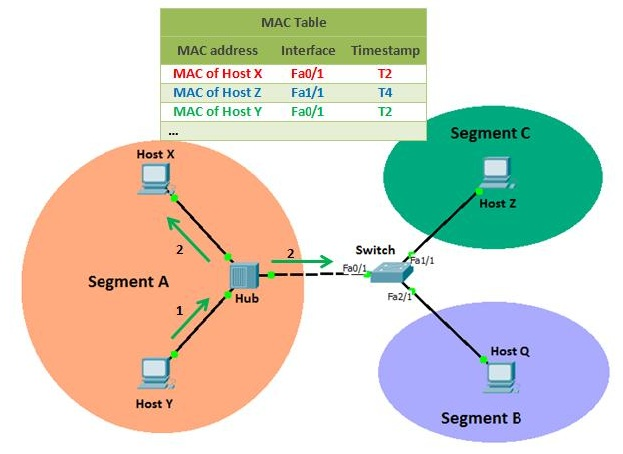 MAC Table
MAC address Interface Timestamp
MAC of Host X Fa0/1 T2
MAC of Host Z Fa1/1 T4
MAC of Host Y Fa0/1 T2
...
Segment C
Host X
Host Z
Switch
2
2
Fa0/1
Fa1/1
Segment A
Hub
Fa2/1
1
Host Q
Host Y
Segment B